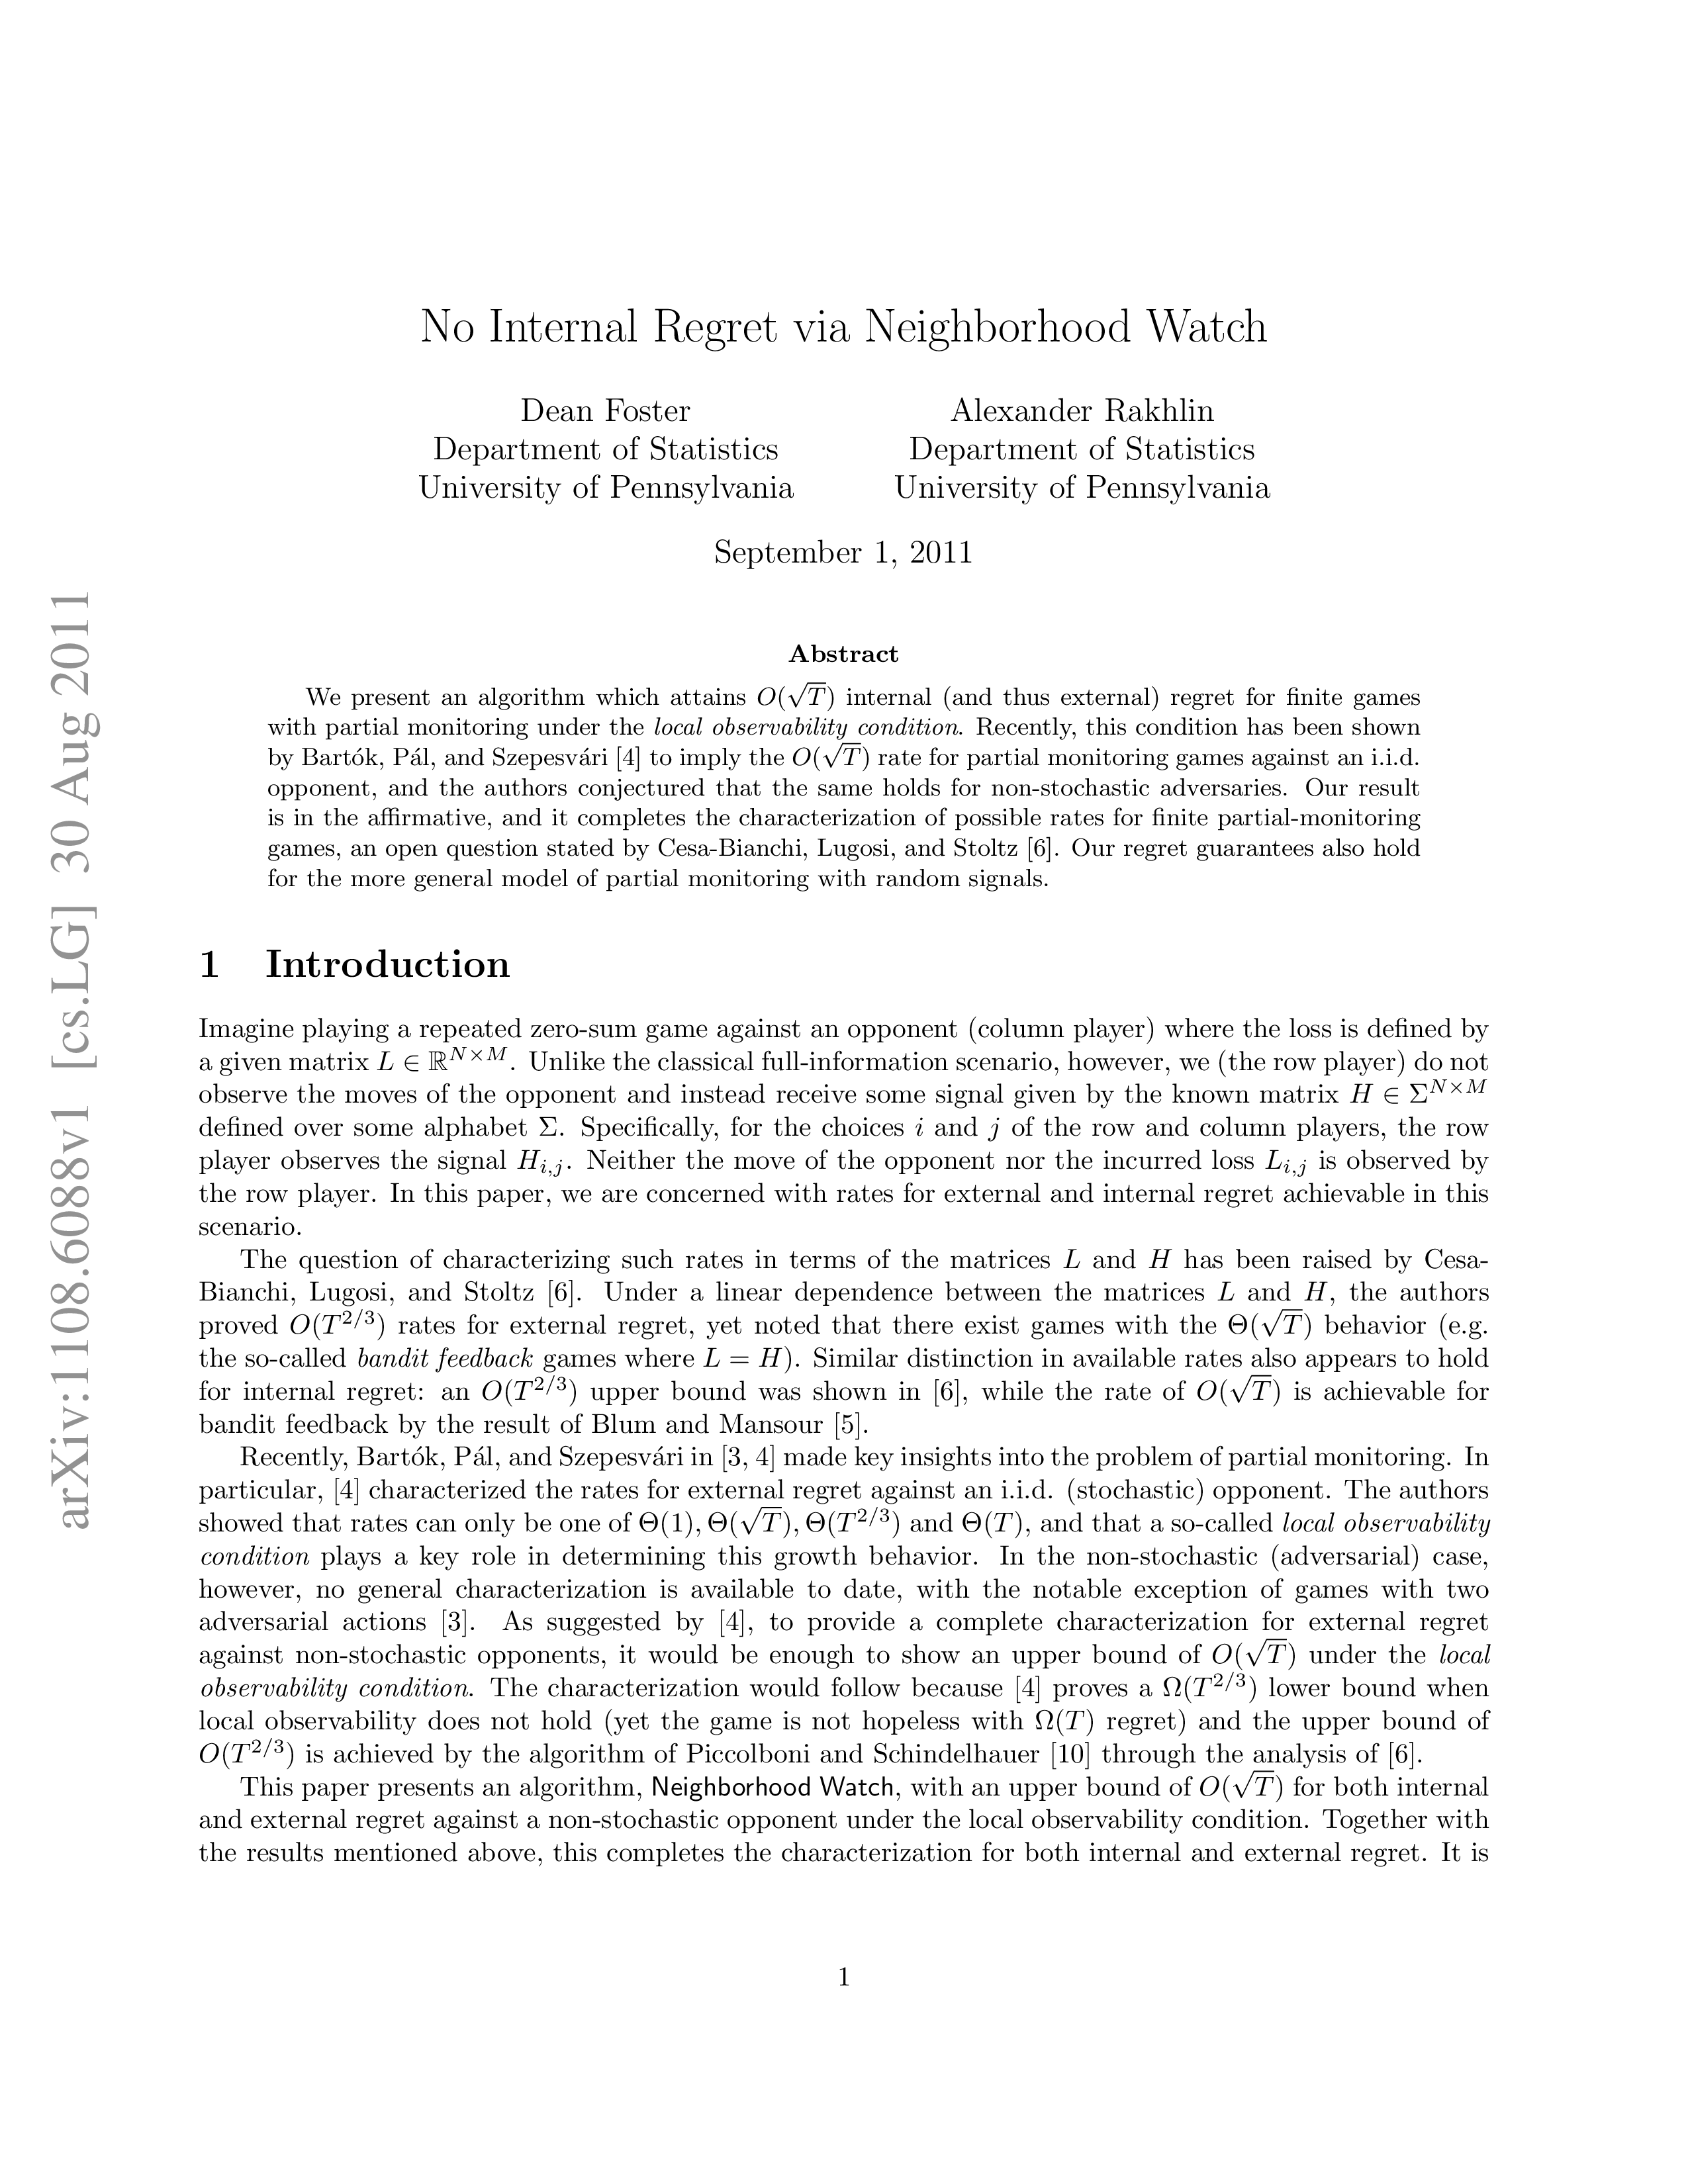 No Internal Regret via Neighborhood Watch
Dean Foster
Department of Statistics
University of Pennsylvania
Alexander Rakhlin
Department of Statistics
University of Pennsylvania
September 1, 2011
arXiv:1108.6088v1 [cs.LG] 30 Aug 2011
Abstract
We present an algorithm which attains O(√T) internal (and thus external) regret for finite games
with partial monitoring under the local observability condition. Recently, this condition has been shown
by Bartók, Pál, and Szepesvári [4] to imply the O(√T) rate for partial monitoring games against an i.i.d.
opponent, and the authors conjectured that the same holds for non-stochastic adversaries. Our result
is in the affirmative, and it completes the characterization of possible rates for finite partial-monitoring
games, an open question stated by Cesa-Bianchi, Lugosi, and Stoltz [6]. Our regret guarantees also hold
for the more general model of partial monitoring with random signals.
1 Introduction
Imagine playing a repeated zero-sum game against an opponent (column player) where the loss is defined by
a given matrix L ∈ ℝ^{N×M}. Unlike the classical full-information scenario, however, we (the row player) do not
observe the moves of the opponent and instead receive some signal given by the known matrix H ∈ Σ^{N×M}
defined over some alphabet Σ. Specifically, for the choices i and j of the row and column players, the row
player observes the signal H_{i,j}. Neither the move of the opponent nor the incurred loss L_{i,j} is observed by
the row player. In this paper, we are concerned with rates for external and internal regret achievable in this
scenario.
The question of characterizing such rates in terms of the matrices L and H has been raised by Cesa-
Bianchi, Lugosi, and Stoltz [6]. Under a linear dependence between the matrices L and H, the authors
proved O(T^{2/3}) rates for external regret, yet noted that there exist games with the Θ(√T) behavior (e.g.
the so-called bandit feedback games where L = H). Similar distinction in available rates also appears to hold
for internal regret: an O(T^{2/3}) upper bound was shown in [6], while the rate of O(√T) is achievable for
bandit feedback by the result of Blum and Mansour [5].
Recently, Bartók, Pál, and Szepesvári in [3, 4] made key insights into the problem of partial monitoring. In
particular, [4] characterized the rates for external regret against an i.i.d. (stochastic) opponent. The authors
showed that rates can only be one of Θ(1), Θ(√T), Θ(T^{2/3}) and Θ(T), and that a so-called local observability
condition plays a key role in determining this growth behavior. In the non-stochastic (adversarial) case,
however, no general characterization is available to date, with the notable exception of games with two
adversarial actions [3]. As suggested by [4], to provide a complete characterization for external regret
against non-stochastic opponents, it would be enough to show an upper bound of O(√T) under the local
observability condition. The characterization would follow because [4] proves a Ω(T^{2/3}) lower bound when
local observability does not hold (yet the game is not hopeless with Ω(T) regret) and the upper bound of
O(T^{2/3}) is achieved by the algorithm of Piccolboni and Schindelhauer [10] through the analysis of [6].
This paper presents an algorithm, Neighborhood Watch, with an upper bound of O(√T) for both internal
and external regret against a non-stochastic opponent under the local observability condition. Together with
the results mentioned above, this completes the characterization for both internal and external regret. It is
1